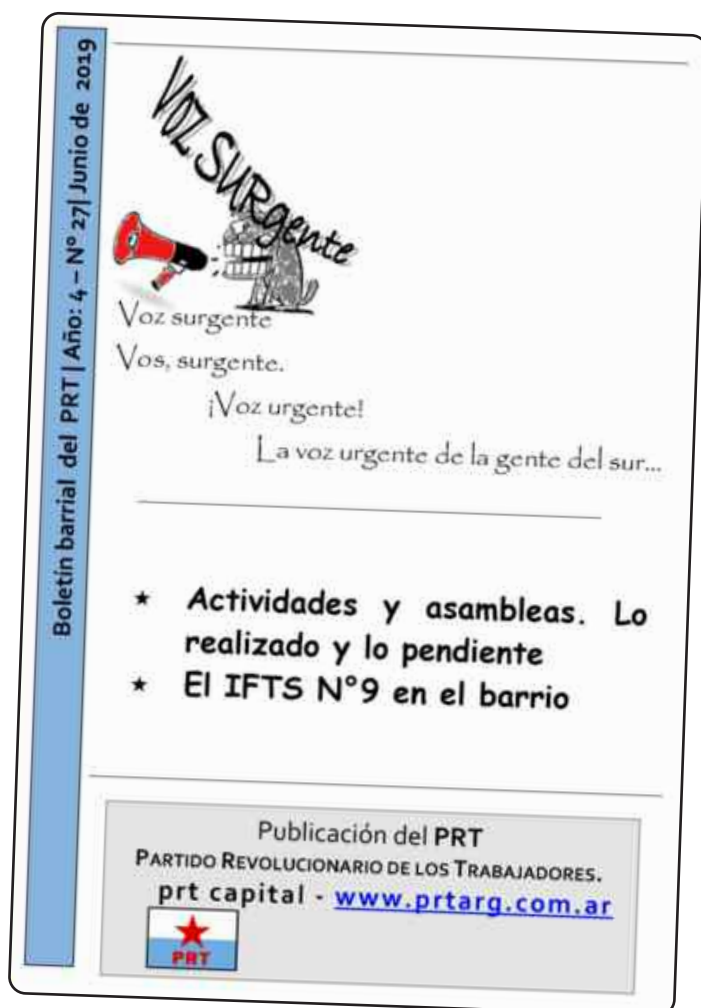 Boletín barrial del PRT | Año: 4 – N° 27| Junio de 2019
VOZ SURgente
Voz surgente
Vos, surgente.
¡Voz urgente!
La voz urgente de la gente del sur...
★ Actividades y asambleas. Lo
realizado y lo pendiente
★ El IFTS N°9 en el barrio
Publicación del PRT
PARTIDO REVOLUCIONARIO DE LOS TRABAJADORES.
prt capital - www.prtarg.com.ar
PRT